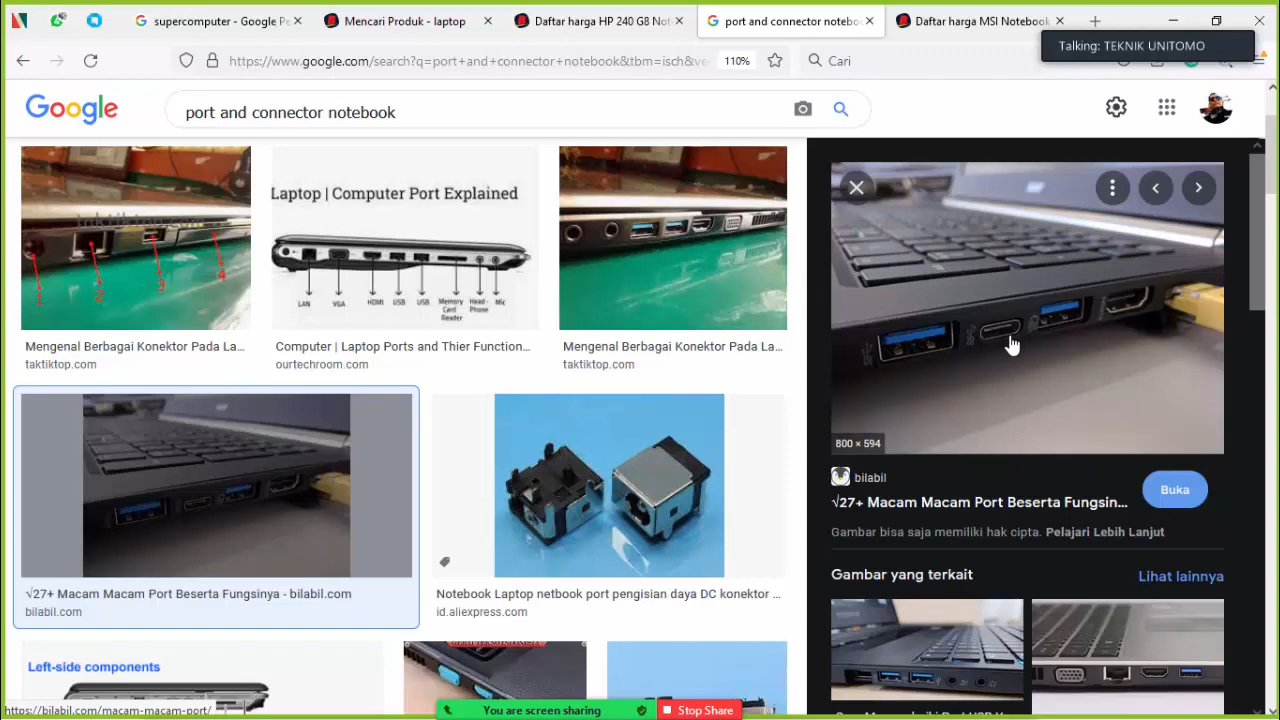 supercomputer - Google Pe
Mencari Produk - laptop
Daftar harga HP 240 G8 Not
port and connector notebo
Daftar harga MSI Notebook
Talking: TEKNIK UNITOMO
https://www.google.com/search?q=port+and+connector+notebook&tbm=isch&ve
110%
Cari
Google
port and connector notebook
1
2
3
4
Laptop | Computer Port Explained
LAN
VGA
HDMI
USB
USB
Memory Card Reader
Head-Phone
Mic
Mengenal Berbagai Konektor Pada La...
taktiktop.com
Computer | Laptop Ports and Thier Function...
ourtechroom.com
Mengenal Berbagai Konektor Pada La...
taktiktop.com
800 × 594
bilabil
√27+ Macam Macam Port Beserta Fungsin...
Buka
Gambar bisa saja memiliki hak cipta. Pelajari Lebih Lanjut
Gambar yang terkait
Lihat lainnya
√27+ Macam Macam Port Beserta Fungsinya - bilabil.com
bilabil.com
Notebook Laptop netbook port pengisian daya DC konektor ...
id.aliexpress.com
Left-side components
https://bilabil.com/macam-macam-port/
You are screen sharing
Stop Share